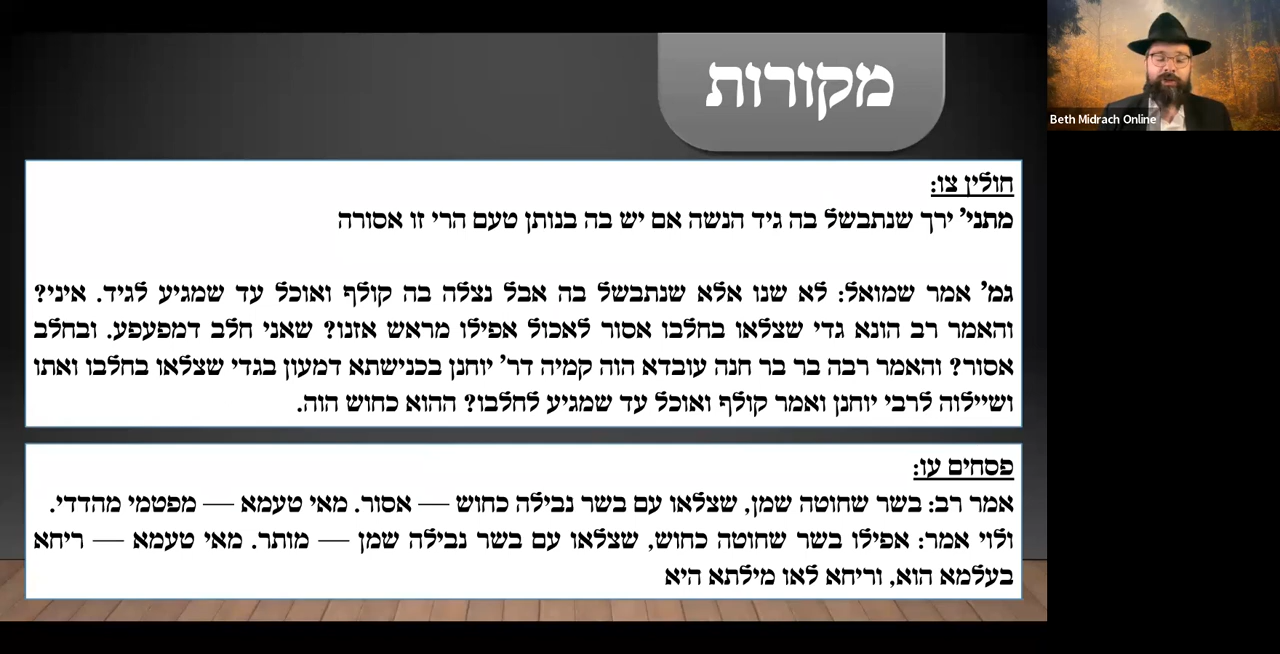 מקורות
Beth Midrach Online
חולין צו:
מתני' ירך שנתבשל בה גיד הנשה אם יש בה בנותן טעם הרי זו אסורה
גמ' אמר שמואל: לא שנו אלא שנתבשל בה אבל נצלה בה קולף ואוכל עד שמגיע לגיד. איני?
והאמר רב הונא גדי שצלאו בחלבו אסור לאכול אפילו מראש אזנו? שאני חלב דמפעפע. ובחלב
אסור? והאמר רבה בר בר חנה עובדא הוה קמיה דר' יוחנן בכנישתא דמעון בגדי שצלאו בחלבו ואתו
ושיילוה לרבי יוחנן ואמר קולף ואוכל עד שמגיע לחלבו? ההוא כחוש הוה.
פסחים עו:
אמר רב: בשר שחוטה שמן, שצלאו עם בשר נבילה כחוש — אסור. מאי טעמא — מפטמי מהדדי.
ולוי אמר: אפילו בשר שחוטה כחוש, שצלאו עם בשר נבילה שמן — מותר. מאי טעמא — ריחא
בעלמא הוא, וריחא לאו מילתא היא